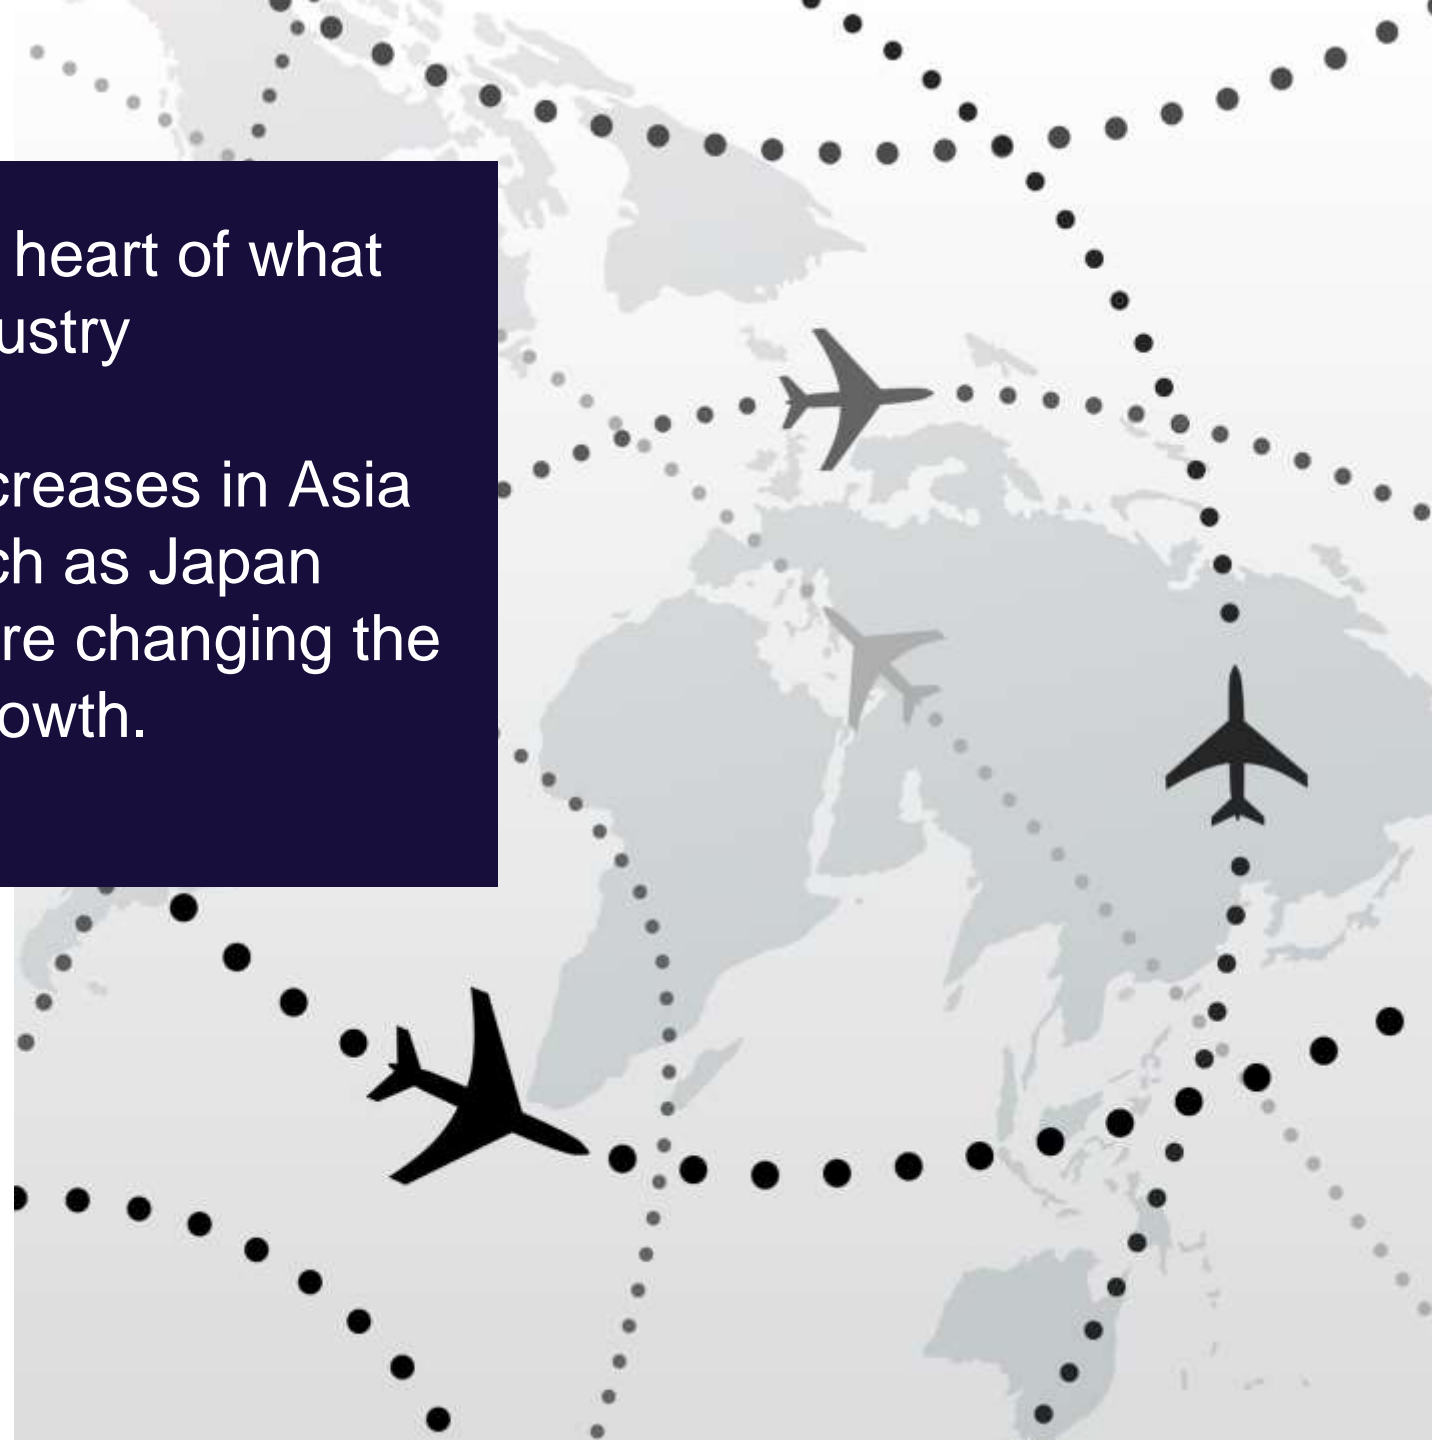 heart of what
ustry
creases in Asia
ch as Japan
re changing the
owth.